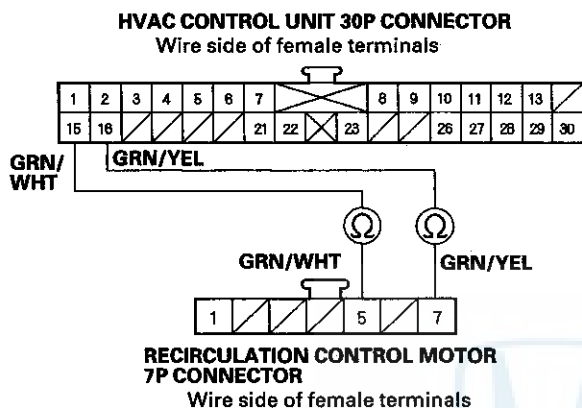 HVAC CONTROL UNIT 30P CONNECTOR
Wire side of female terminals
1 2 3 4 5 6 7 8 9 10 11 12 13
15 16 21 22 23 26 27 28 29 30
GRN/
WHT
GRN/YEL
Ω Ω
GRN/WHT
GRN/YEL
1 5 7
RECIRCULATION CONTROL MOTOR
7P CONNECTOR
Wire side of female terminals